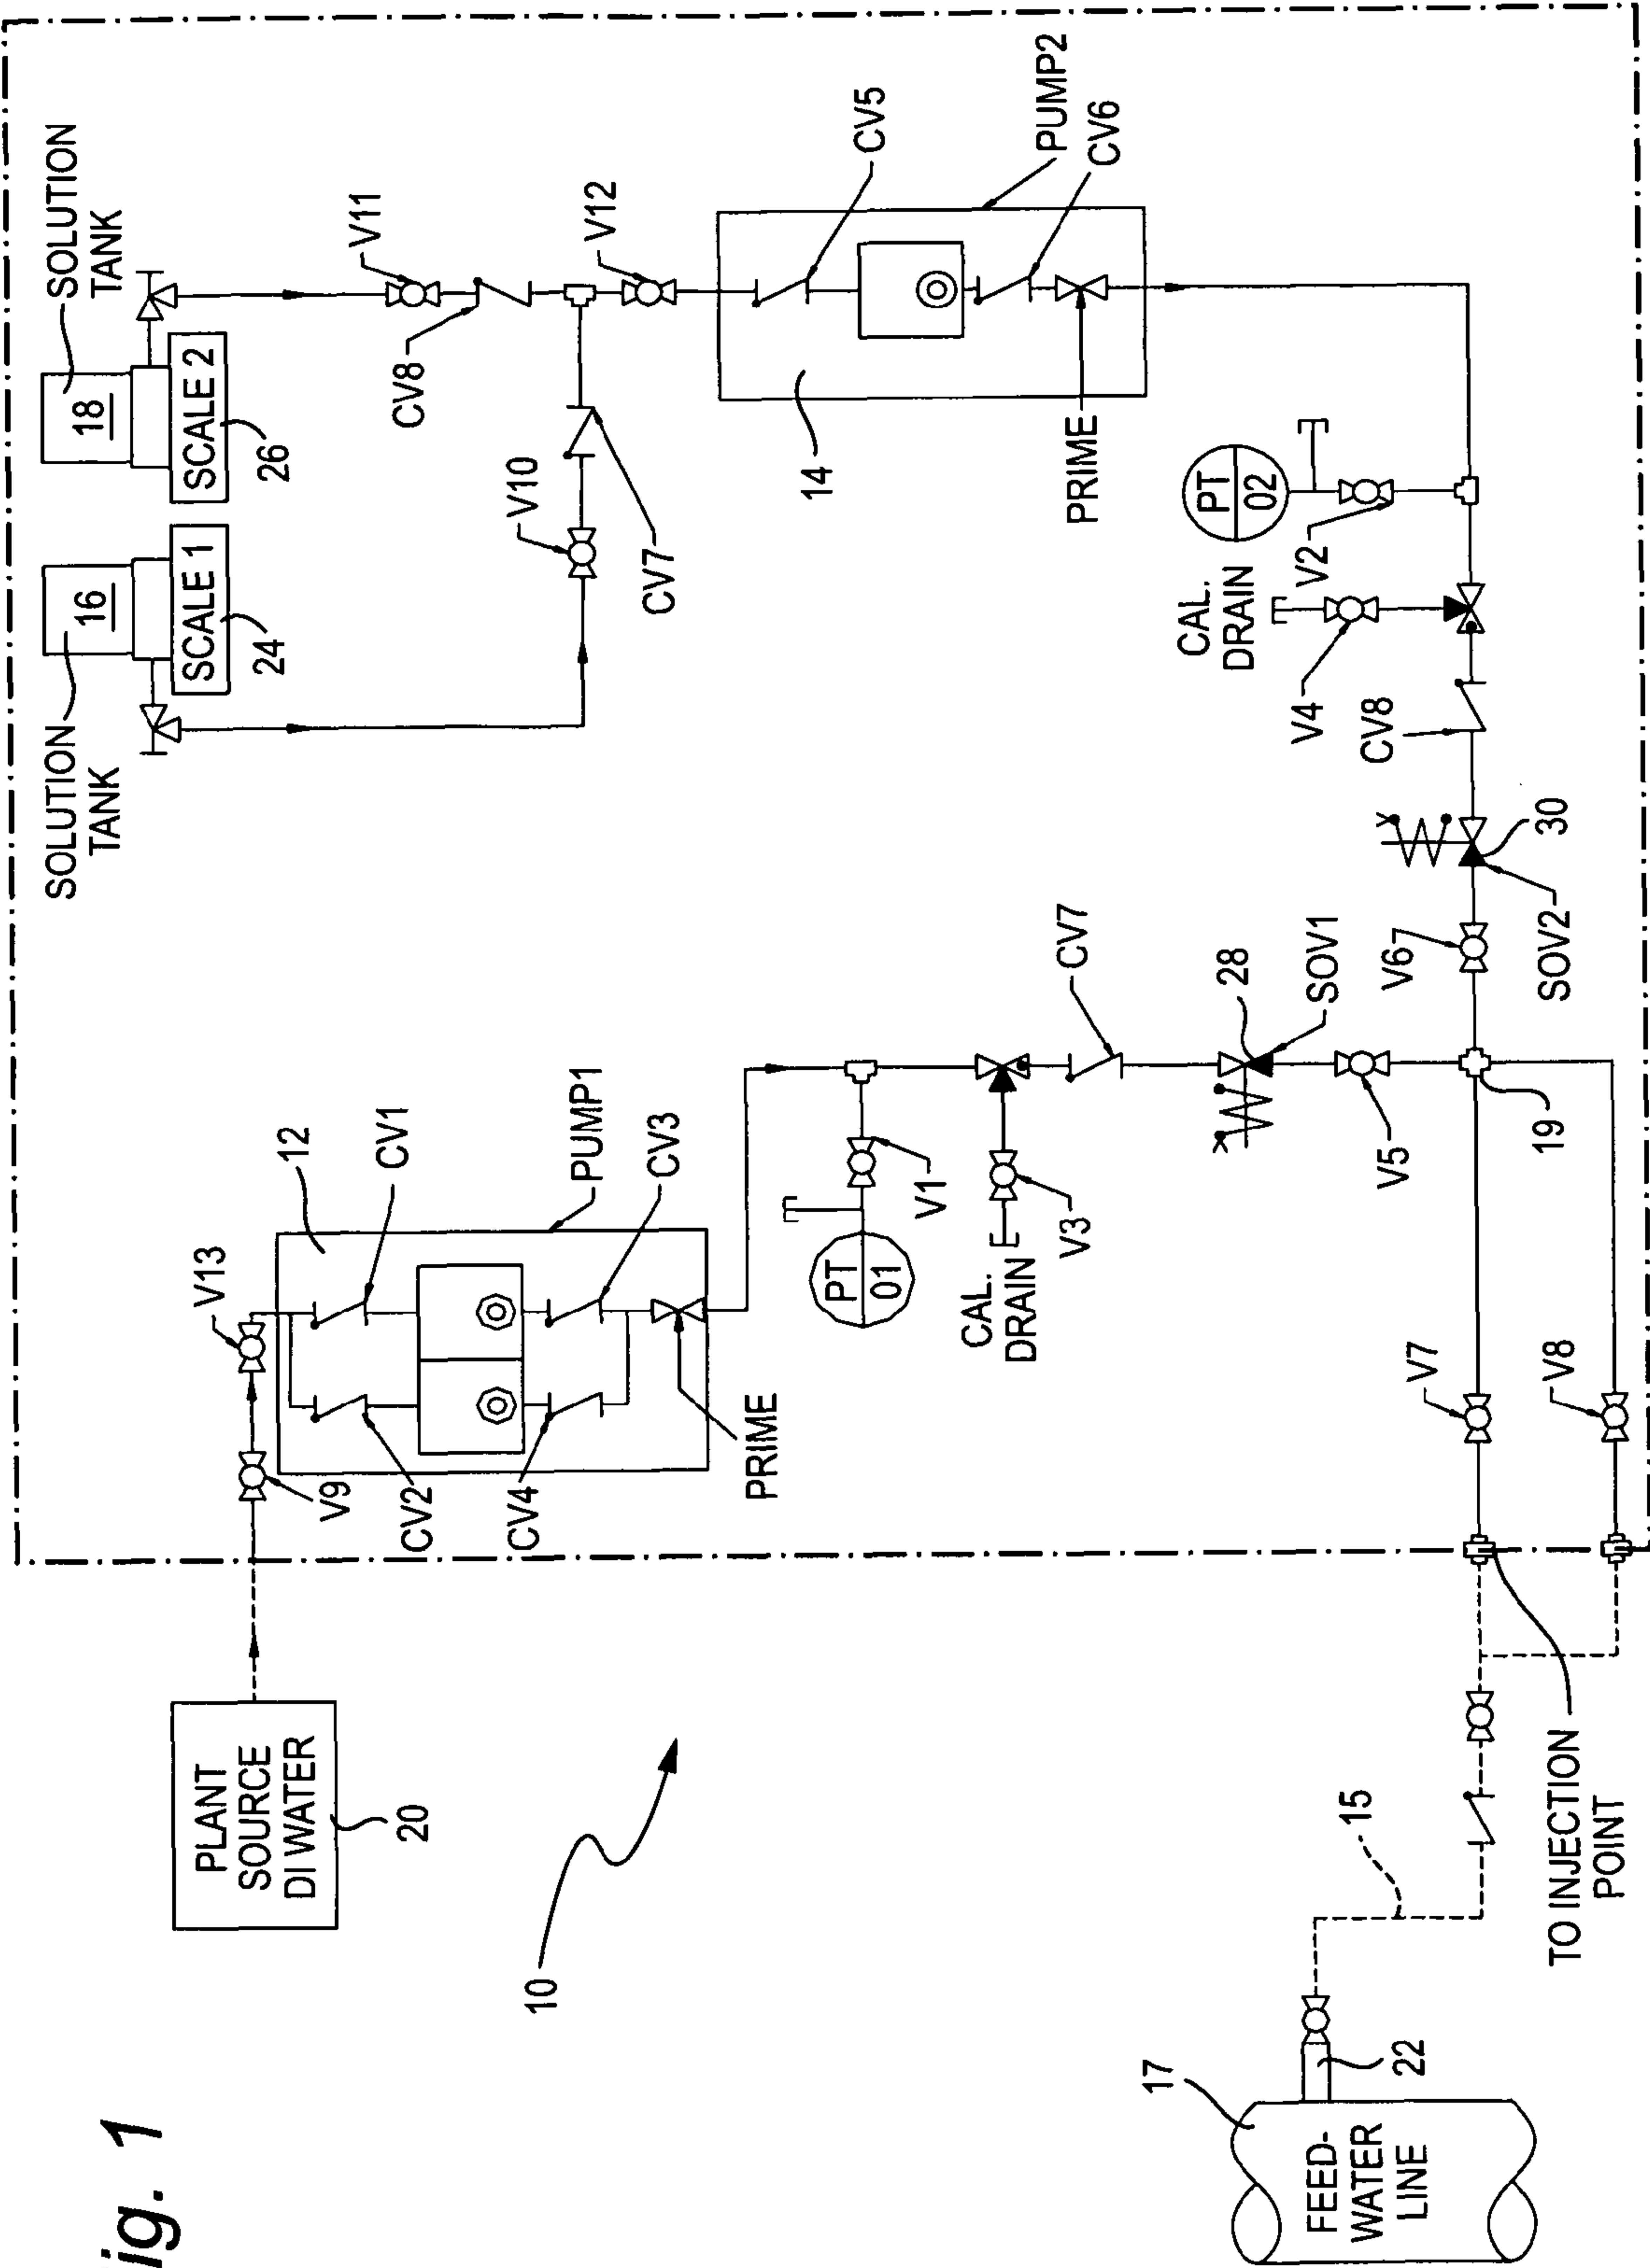 ig. 1
PLANT
SOURCE
DI WATER
20
10
FEED-
WATER
LINE
17
22
15
TO INJECTION
POINT
V9
V13
12
CV1
CV2
CV4
PUMP1
CV3
PRIME
PT
01
V1
CAL.
DRAIN
V3
CV7
28
SOV1
V5
V7
V8
19
SOLUTION
TANK
16
SCALE 1
24
SOLUTION
TANK
18
SCALE 2
26
V11
CV8
V10
CV7
V12
14
CV5
PUMP2
CV6
PRIME
PT
02
V2
CAL.
DRAIN
V4
CV8
30
SOV2
V6